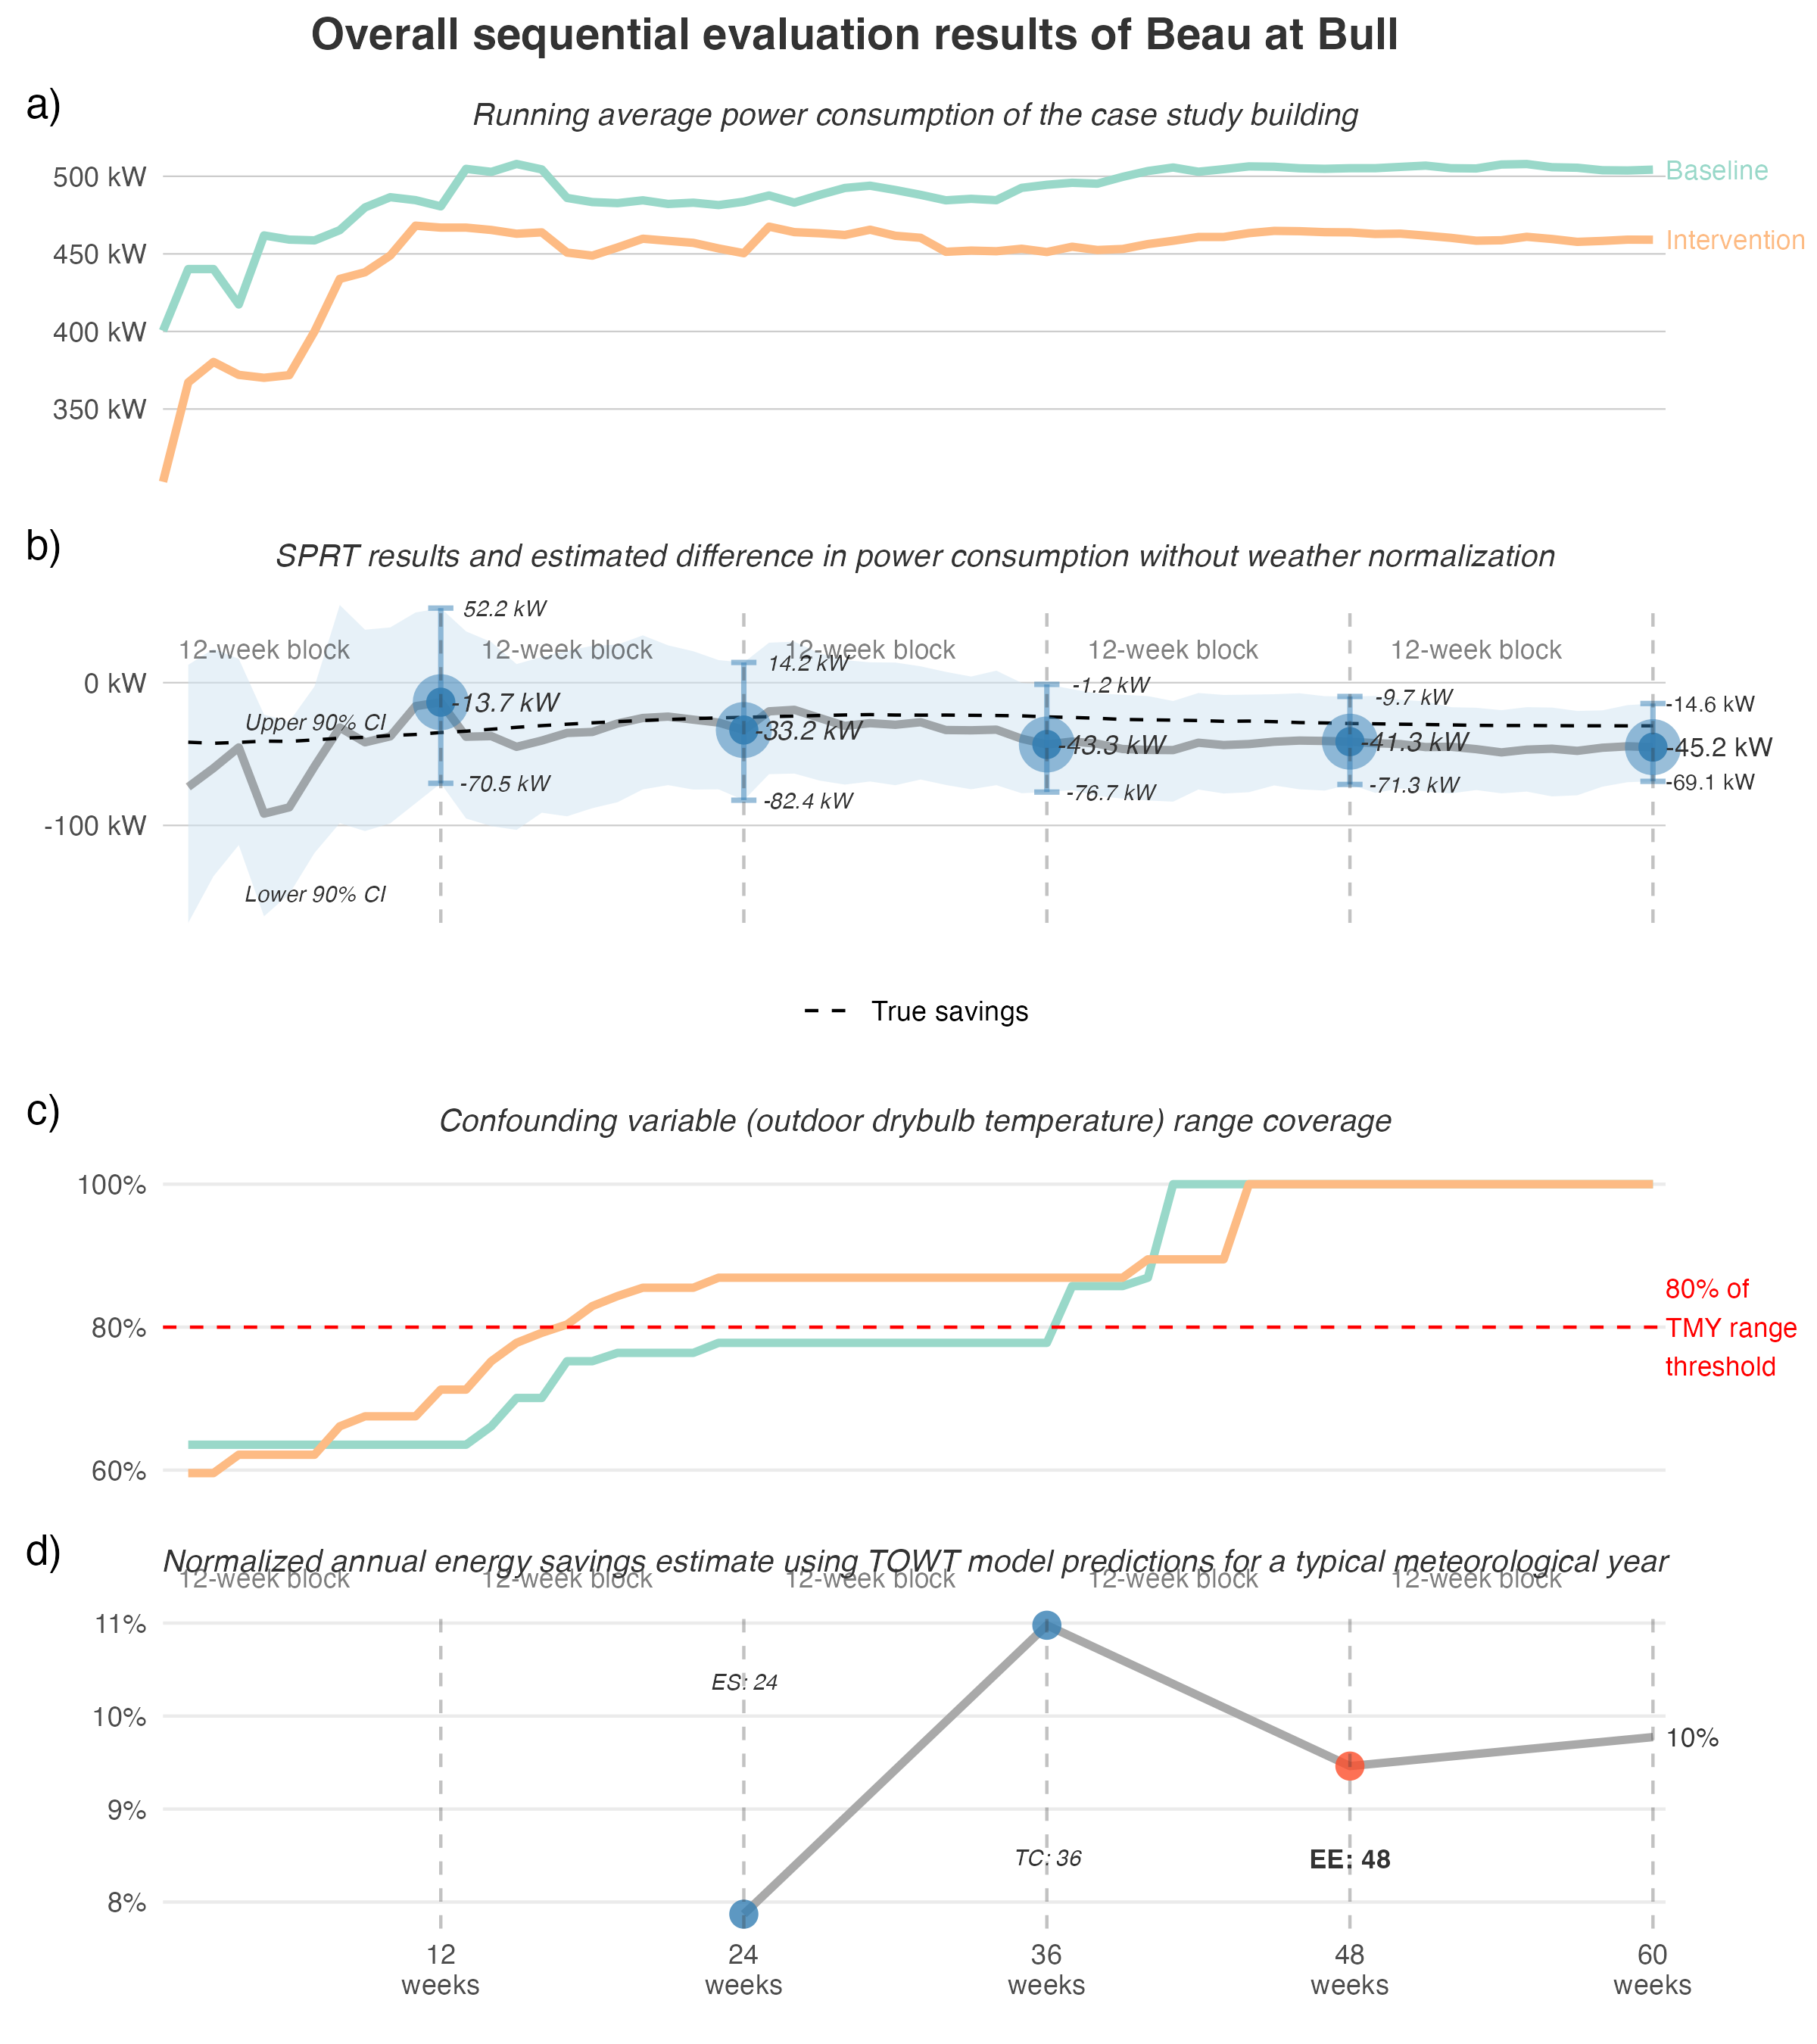 Overall sequential evaluation results of Beau at Bull
a)
Running average power consumption of the case study building
500 kW
450 kW
400 kW
350 kW
Baseline
Intervention
b)
SPRT results and estimated difference in power consumption without weather normalization
52.2 kW
12-week block
12-week block
12-week block
12-week block
12-week block
14.2 kW
0 kW
-1.2 kW
-9.7 kW
-14.6 kW
-13.7 kW
Upper 90% CI
-33.2 kW
-43.3 kW
-41.3 kW
-45.2 kW
-70.5 kW
-82.4 kW
-76.7 kW
-71.3 kW
-69.1 kW
-100 kW
Lower 90% CI
True savings
c)
Confounding variable (outdoor drybulb temperature) range coverage
100%
80%
60%
80% of
TMY range
threshold
d)
Normalized annual energy savings estimate using TOWT model predictions for a typical meteorological year
12-week block
12-week block
12-week block
12-week block
12-week block
11%
10%
9%
8%
ES: 24
10%
TC: 36
EE: 48
12
weeks
24
weeks
36
weeks
48
weeks
60
weeks